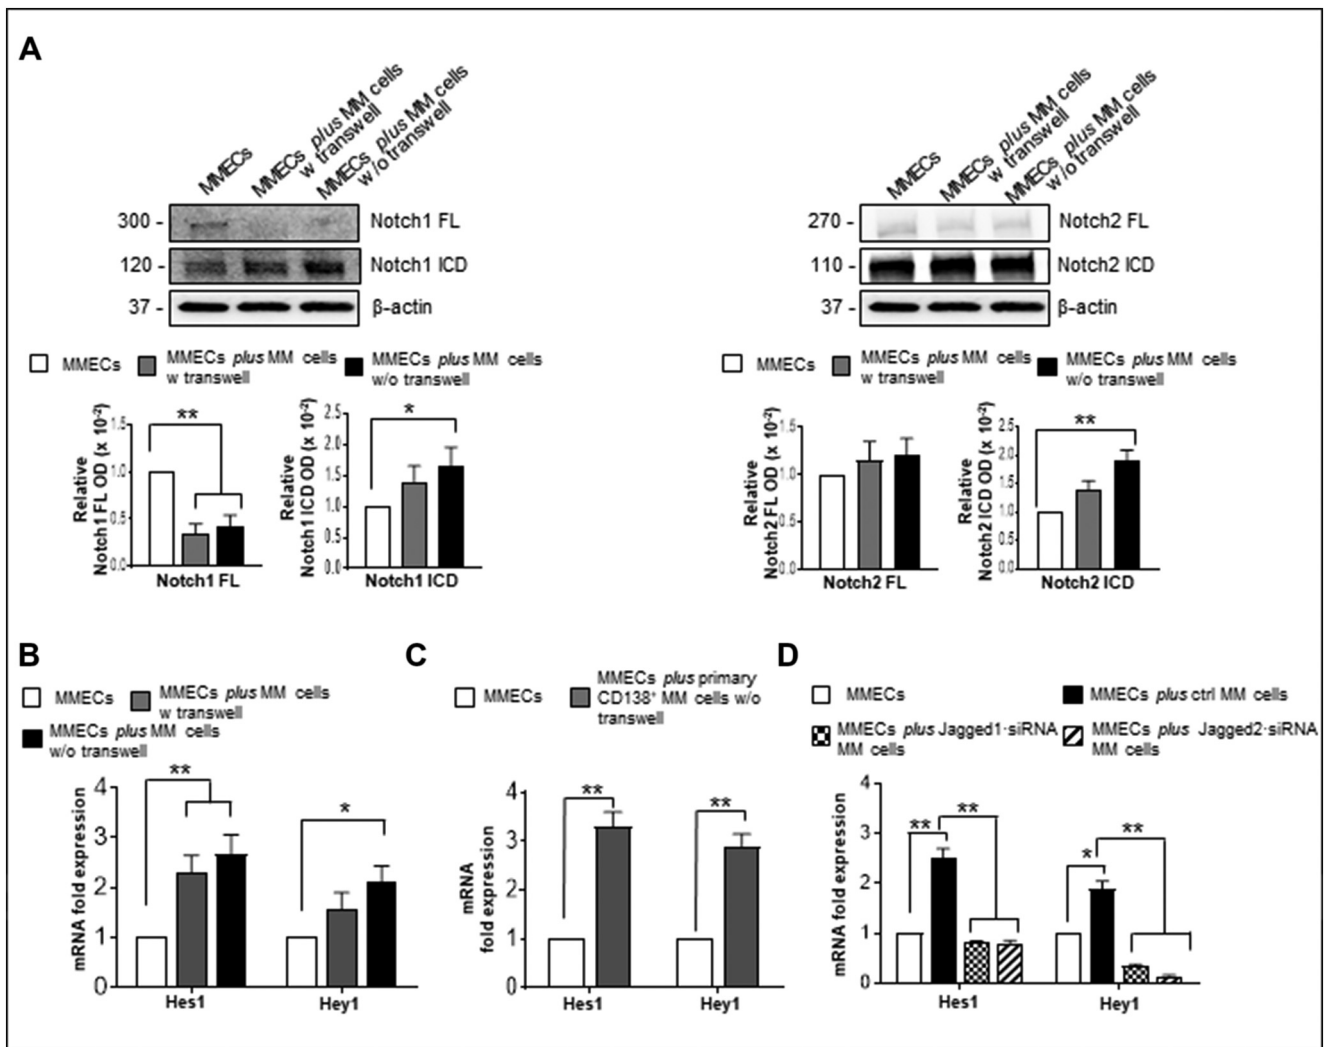 A
MMECs
MMECs plus MM cells
w transwell
MMECs plus MM cells
w/o transwell
300 -
Notch1 FL
120 -
Notch1 ICD
37 -
β-actin
MMECs
MMECs plus MM cells
w transwell
MMECs plus MM cells
w/o transwell
Relative
Notch1 FL OD (x 10-2)
1.5
1.0
0.5
0.0
**
Notch1 FL
Relative
Notch1 ICD OD (x 10-2)
2.5
2.0
1.5
1.0
0.5
0.0
*
Notch1 ICD
MMECs
MMECs plus MM cells
w transwell
MMECs plus MM cells
w/o transwell
270 -
Notch2 FL
110 -
Notch2 ICD
37 -
β-actin
MMECs
MMECs plus MM cells
w transwell
MMECs plus MM cells
w/o transwell
Relative
Notch2 FL OD (x 10-2)
1.5
1.0
0.5
0.0
Notch2 FL
Relative
Notch2 ICD OD (x 10-2)
2.5
2.0
1.5
1.0
0.5
0.0
**
Notch2 ICD
B
MMECs
MMECs plus MM cells
w transwell
MMECs plus MM cells
w/o transwell
mRNA fold expression
4
3
2
1
0
**
*
Hes1
Hey1
C
MMECs
MMECs plus primary
CD138+ MM cells w/o
transwell
mRNA
fold expression
4
3
2
1
0
**
**
Hes1
Hey1
D
MMECs
MMECs plus ctrl MM cells
MMECs plus Jagged1-siRNA
MM cells
MMECs plus Jagged2-siRNA
MM cells
mRNA fold expression
4
3
2
1
0
**
**
*
**
Hes1
Hey1